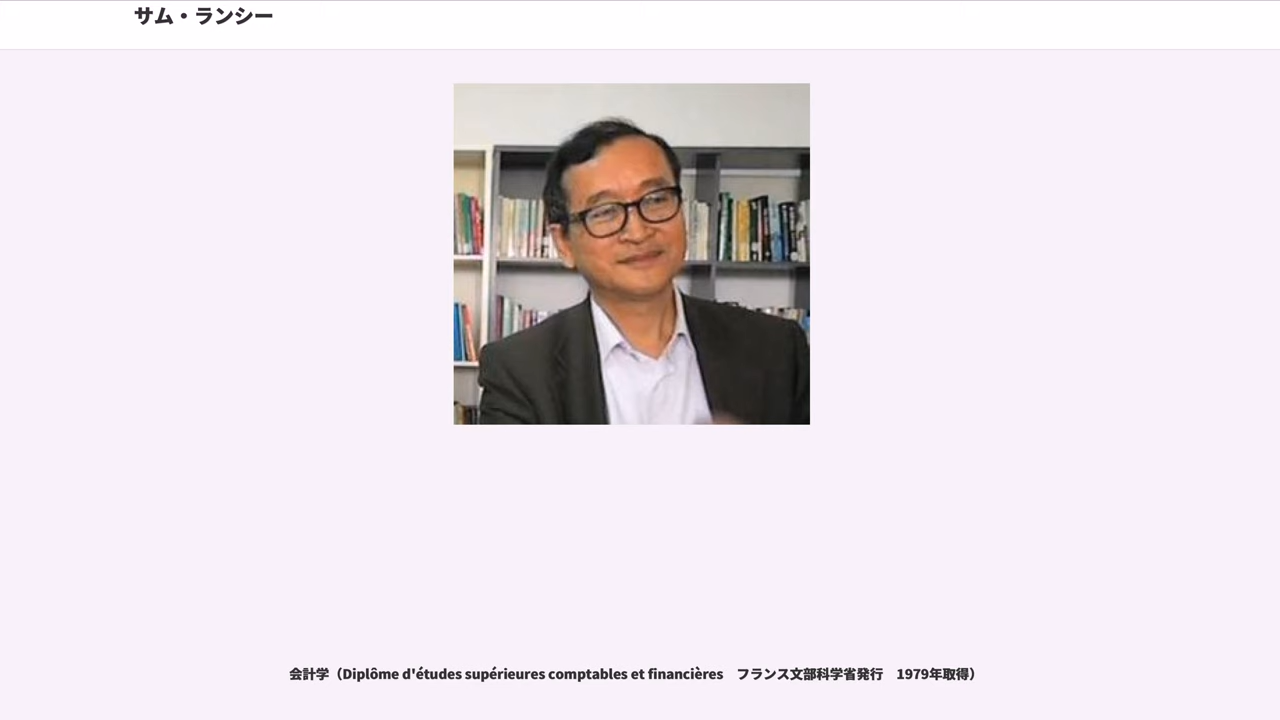 サム・ランシー
会計学（Diplôme d'études supérieures comptables et financières　フランス文部科学省発行　1979年取得）